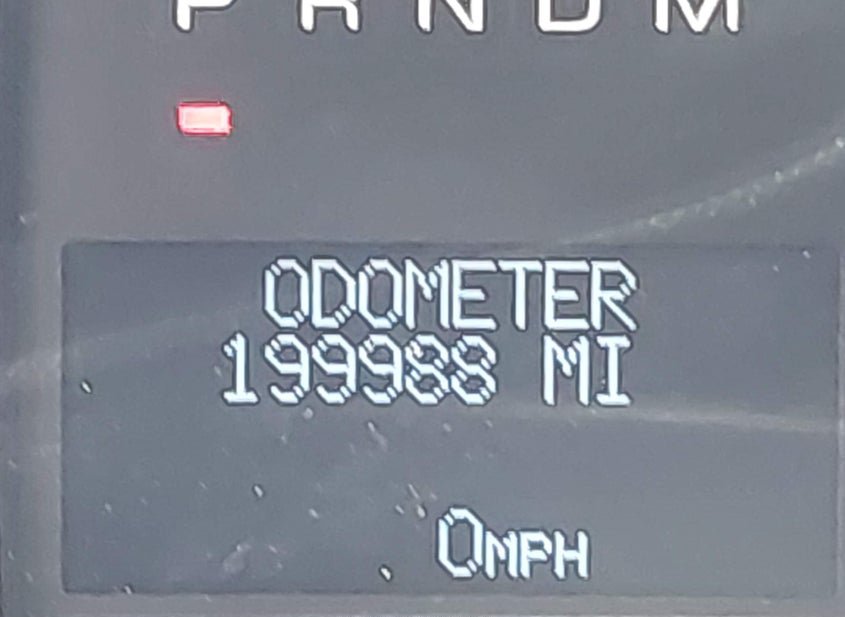 P R N D M
ODOMETER
199988 MI
0MPH